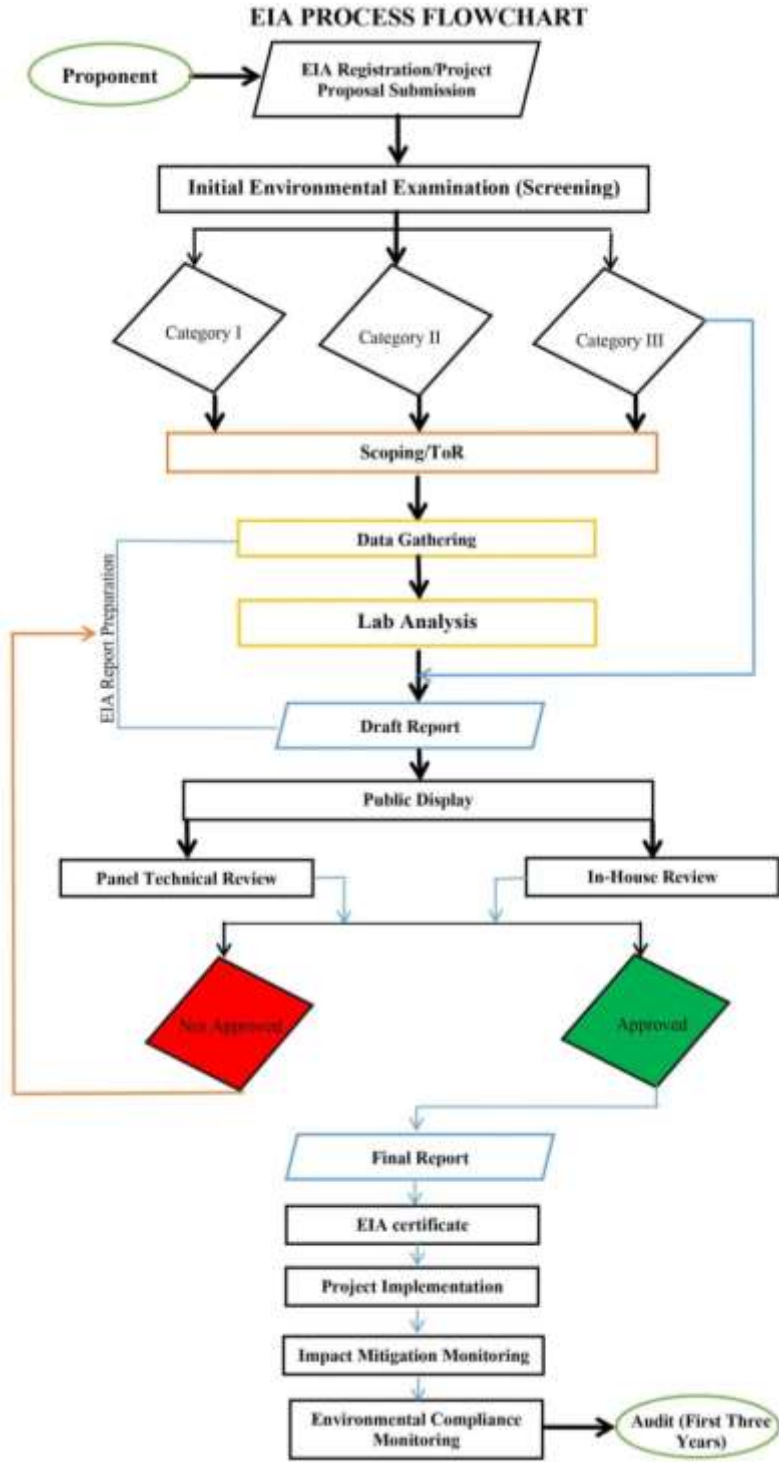 EIA PROCESS FLOWCHART
Proponent
EIA Registration/Project
Proposal Submission
Initial Environmental Examination (Screening)
Category I
Category II
Category III
Scoping/ToR
Data Gathering
EIA Report Preparation
Lab Analysis
Draft Report
Public Display
Panel Technical Review
In-House Review
Not Approved
Approved
Final Report
EIA certificate
Project Implementation
Impact Mitigation Monitoring
Environmental Compliance
Monitoring
Audit (First Three
Years)